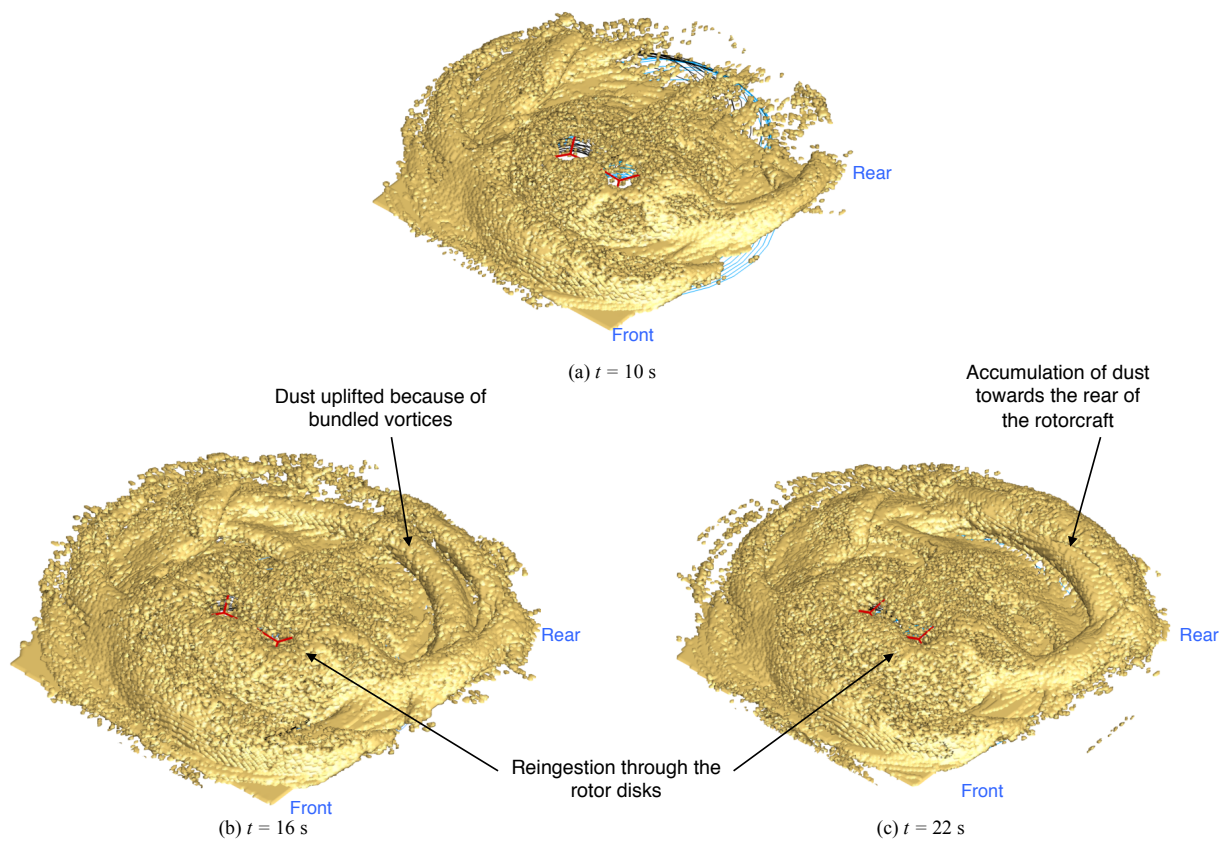 Rear
Front
(a) t = 10 s
Dust uplifted because of
bundled vortices
Accumulation of dust
towards the rear of
the rotorcraft
Rear
Rear
Reingestion through the
rotor disks
Front
Front
(b) t = 16 s
(c) t = 22 s